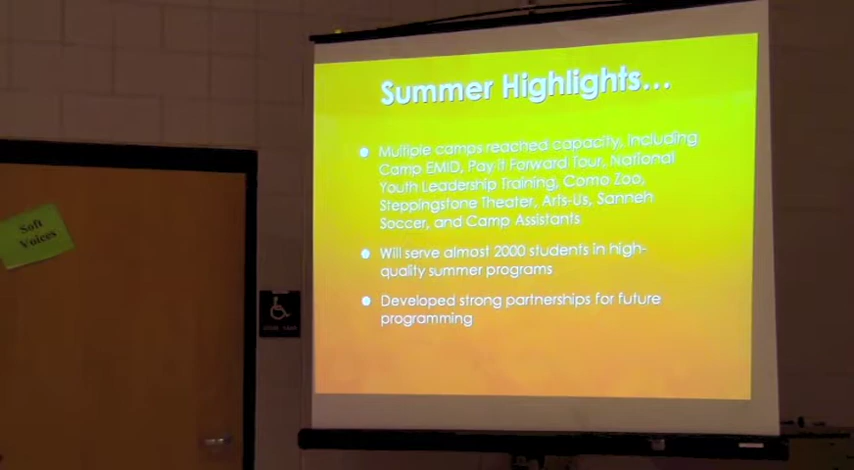 Summer Highlights...
Multiple camps reached capacity, including
Camp EMID, Pay it Forward Tour, National
Youth Leadership Training, Como Zoo,
Steppingstone Theater, Arts-Us, Sanneh
Soccer, and Camp Assistants
Will serve almost 2000 students in high-
quality summer programs
Developed strong partnerships for future
programming
Soft
Voices